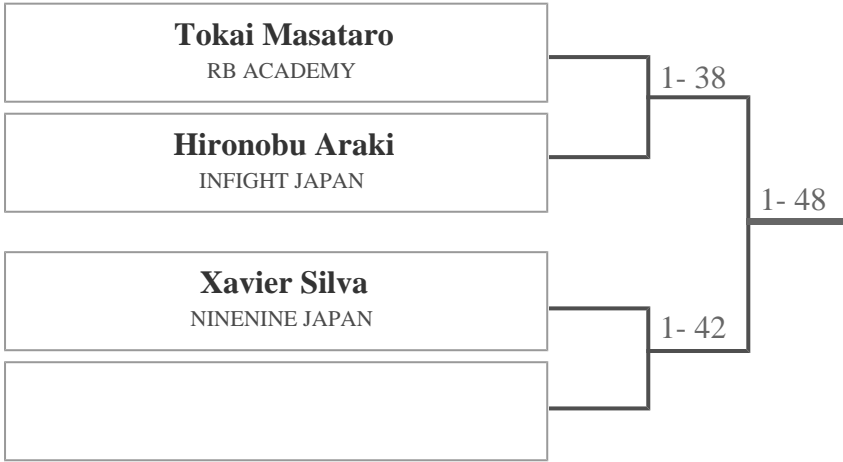 Tokai Masataro
RB ACADEMY
1- 38
Hironobu Araki
INFIGHT JAPAN
1- 48
Xavier Silva
NINENINE JAPAN
1- 42